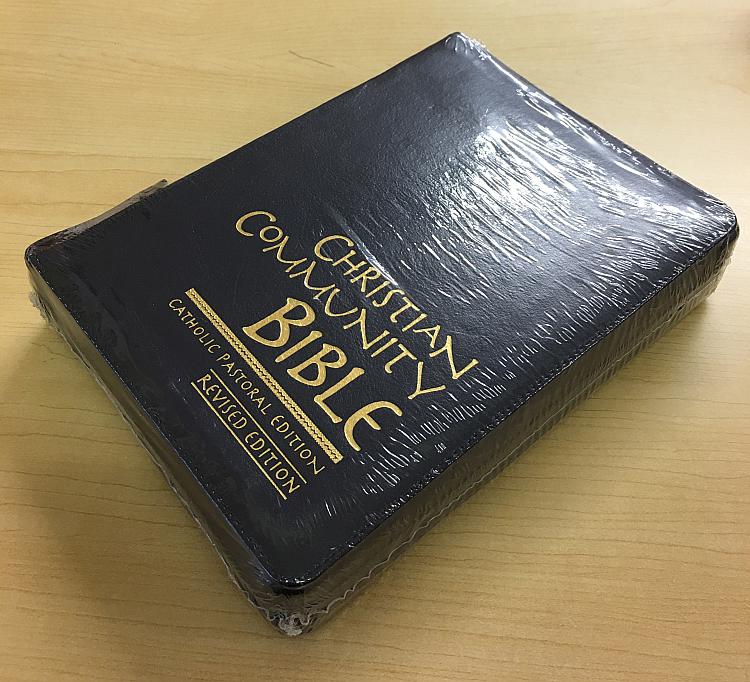 CHRISTIAN
COMMUNITY
BIBLE
CATHOLIC PASTORAL EDITION
REVISED EDITION